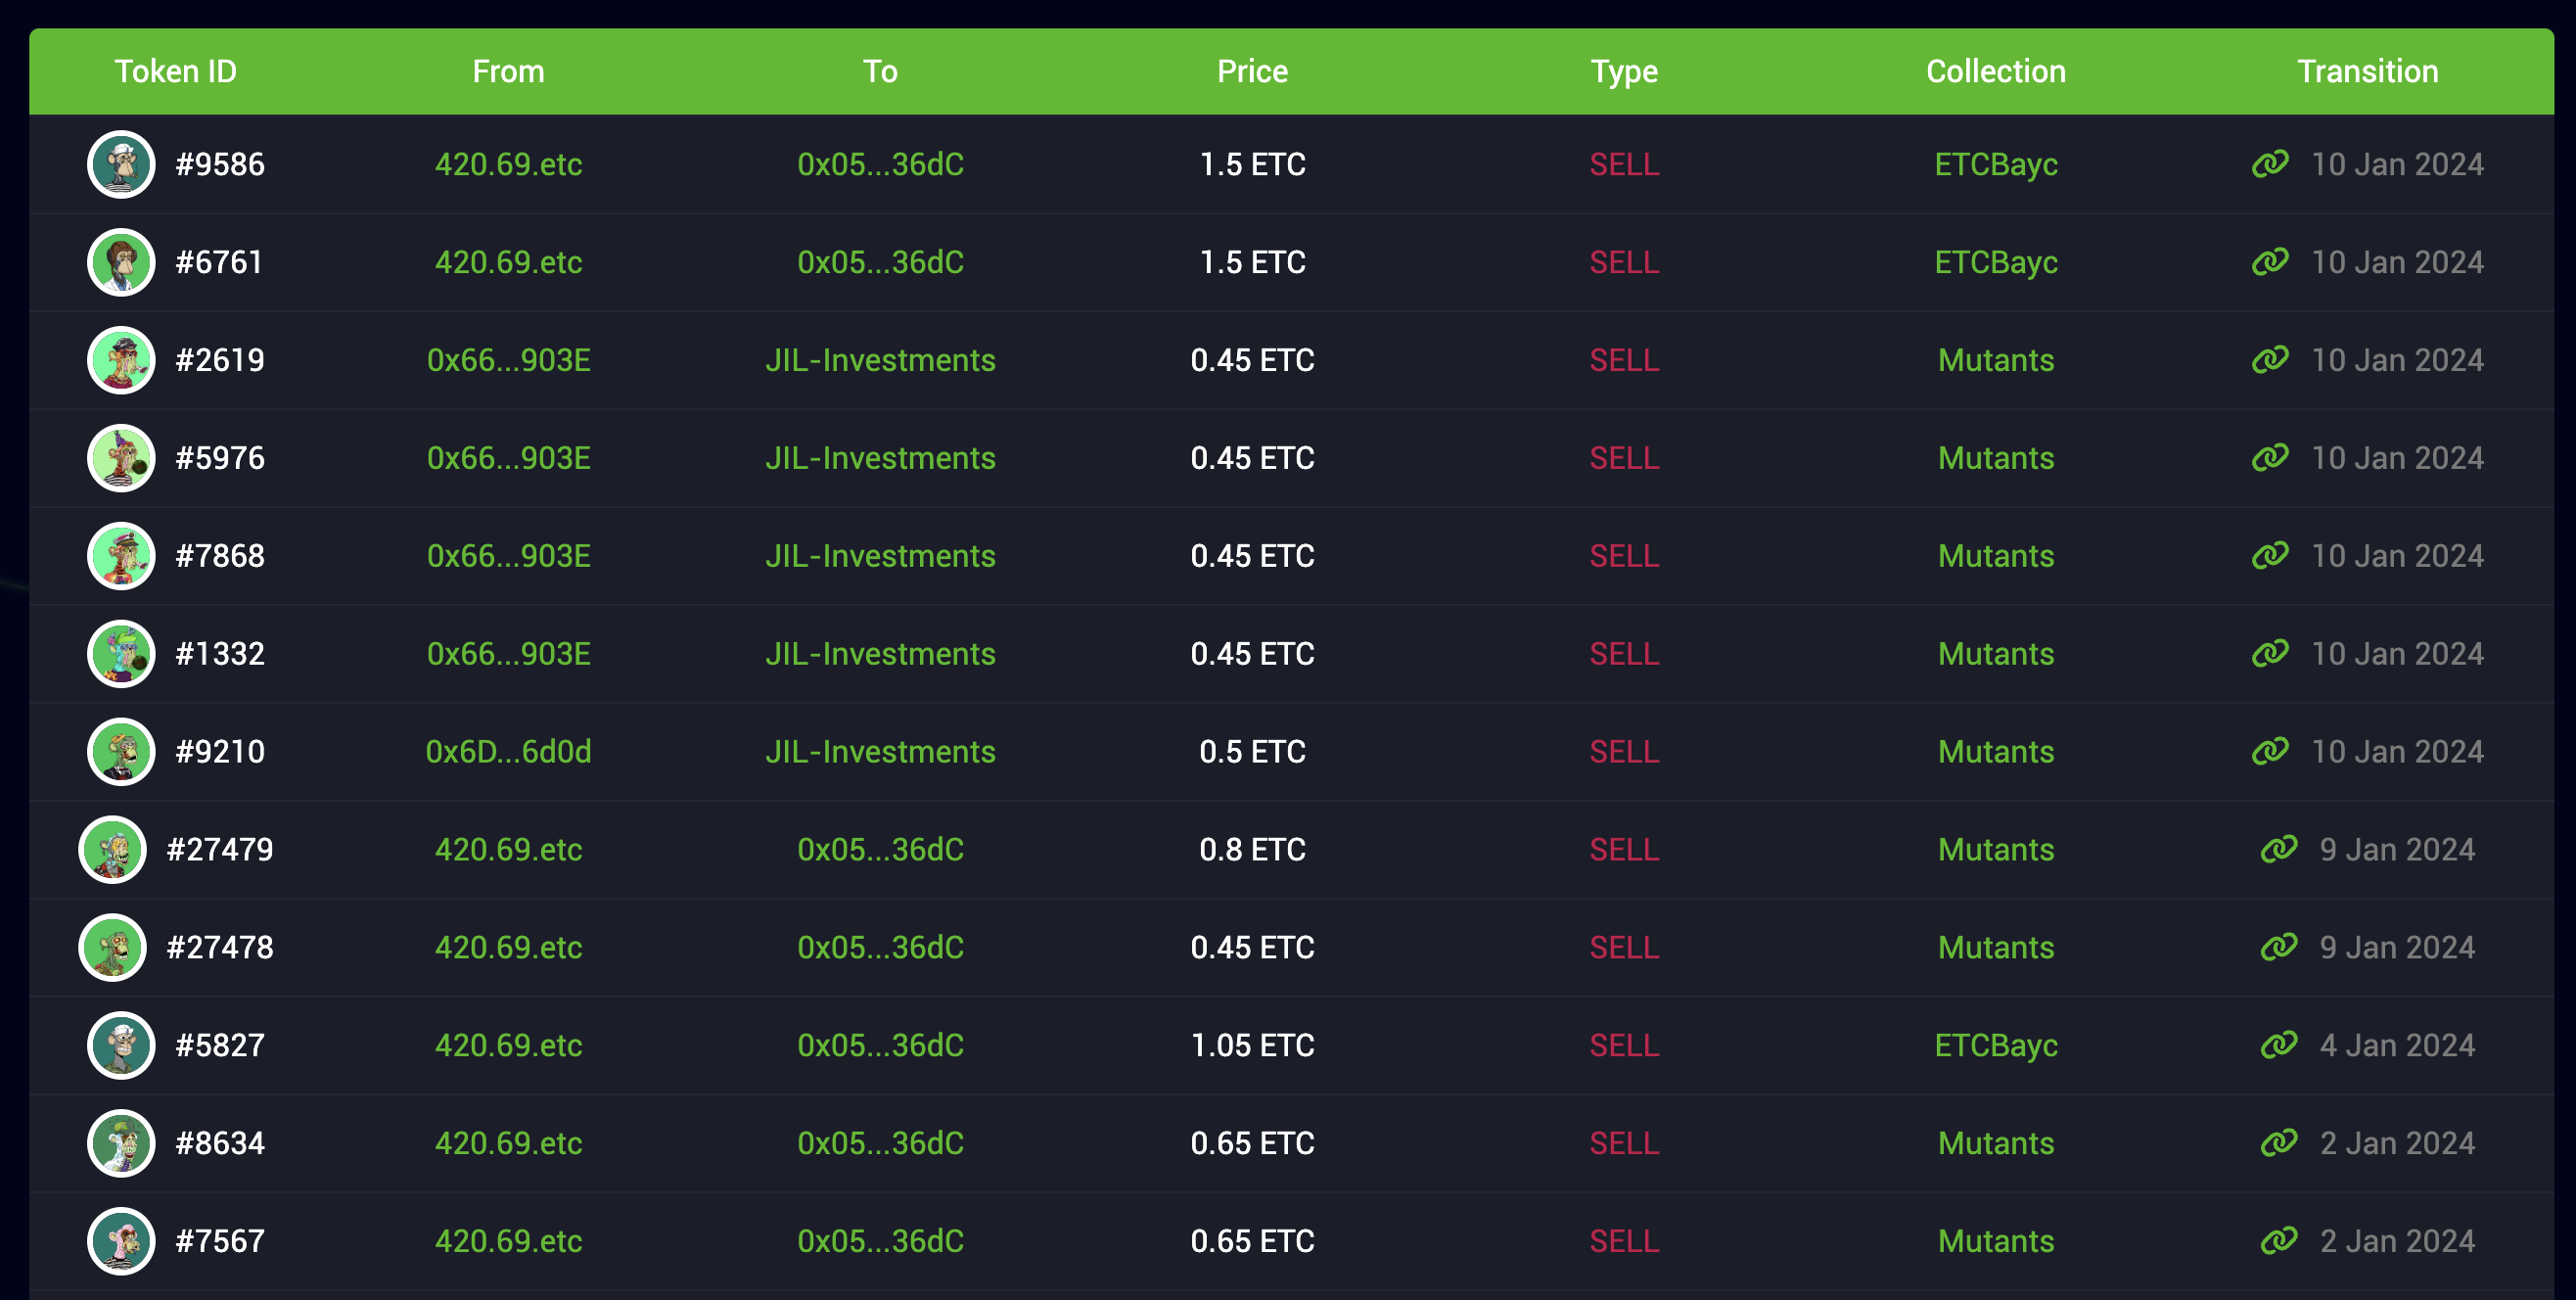 Token ID From To Price Type Collection Transition
#9586 420.69.etc 0x05...36dC 1.5 ETC SELL ETCBayc 10 Jan 2024
#6761 420.69.etc 0x05...36dC 1.5 ETC SELL ETCBayc 10 Jan 2024
#2619 0x66...903E JIL-Investments 0.45 ETC SELL Mutants 10 Jan 2024
#5976 0x66...903E JIL-Investments 0.45 ETC SELL Mutants 10 Jan 2024
#7868 0x66...903E JIL-Investments 0.45 ETC SELL Mutants 10 Jan 2024
#1332 0x66...903E JIL-Investments 0.45 ETC SELL Mutants 10 Jan 2024
#9210 0x6D...6d0d JIL-Investments 0.5 ETC SELL Mutants 10 Jan 2024
#27479 420.69.etc 0x05...36dC 0.8 ETC SELL Mutants 9 Jan 2024
#27478 420.69.etc 0x05...36dC 0.45 ETC SELL Mutants 9 Jan 2024
#5827 420.69.etc 0x05...36dC 1.05 ETC SELL ETCBayc 4 Jan 2024
#8634 420.69.etc 0x05...36dC 0.65 ETC SELL Mutants 2 Jan 2024
#7567 420.69.etc 0x05...36dC 0.65 ETC SELL Mutants 2 Jan 2024